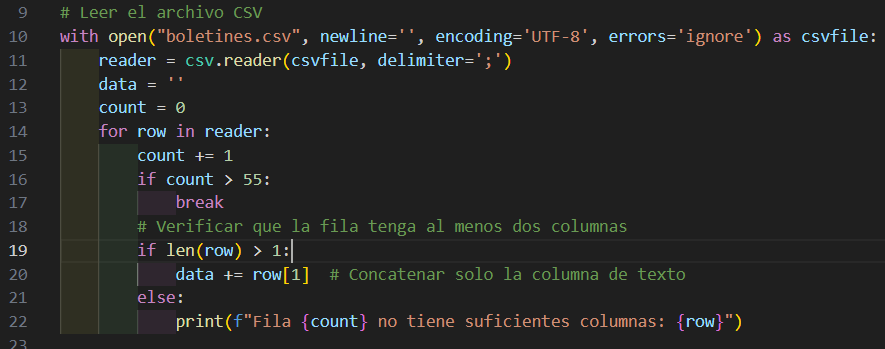 9 # Leer el archivo CSV
10 with open("boletines.csv", newline='', encoding='UTF-8', errors='ignore') as csvfile:
11     reader = csv.reader(csvfile, delimiter=';')
12     data = ''
13     count = 0
14     for row in reader:
15         count += 1
16         if count > 55:
17             break
18         # Verificar que la fila tenga al menos dos columnas
19         if len(row) > 1:
20             data += row[1]  # Concatenar solo la columna de texto
21         else:
22             print(f"Fila {count} no tiene suficientes columnas: {row}")
23